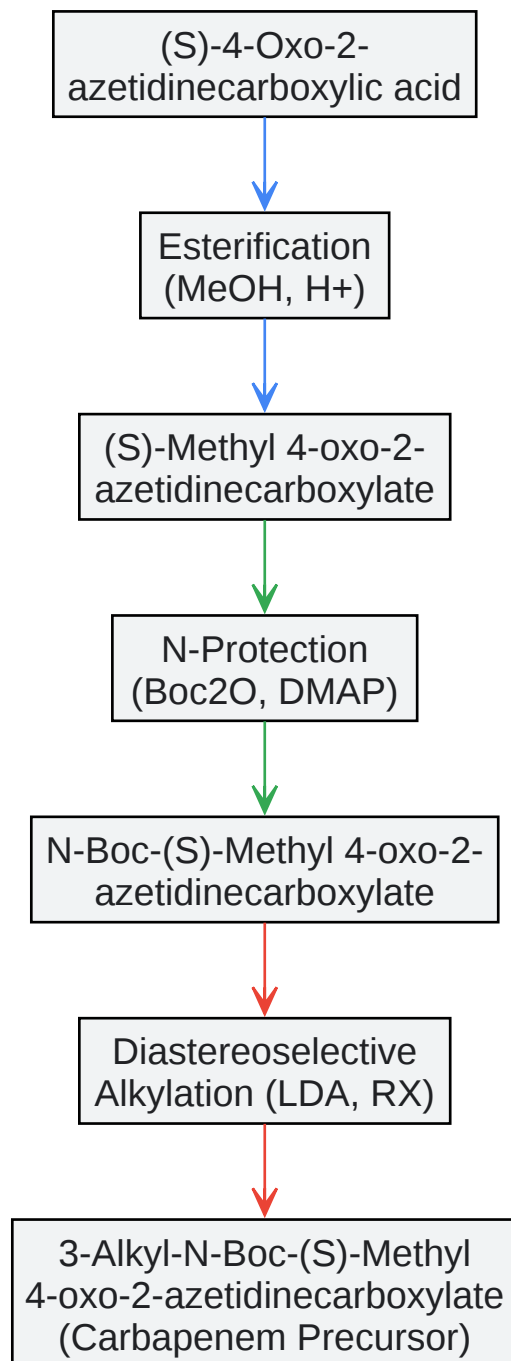 (S)-4-Oxo-2-
azetidinecarboxylic acid
Esterification
(MeOH, H+)
(S)-Methyl 4-oxo-2-
azetidinecarboxylate
N-Protection
(Boc2O, DMAP)
N-Boc-(S)-Methyl 4-oxo-2-
azetidinecarboxylate
Diastereoselective
Alkylation (LDA, RX)
3-Alkyl-N-Boc-(S)-Methyl
4-oxo-2-azetidinecarboxylate
(Carbapenem Precursor)